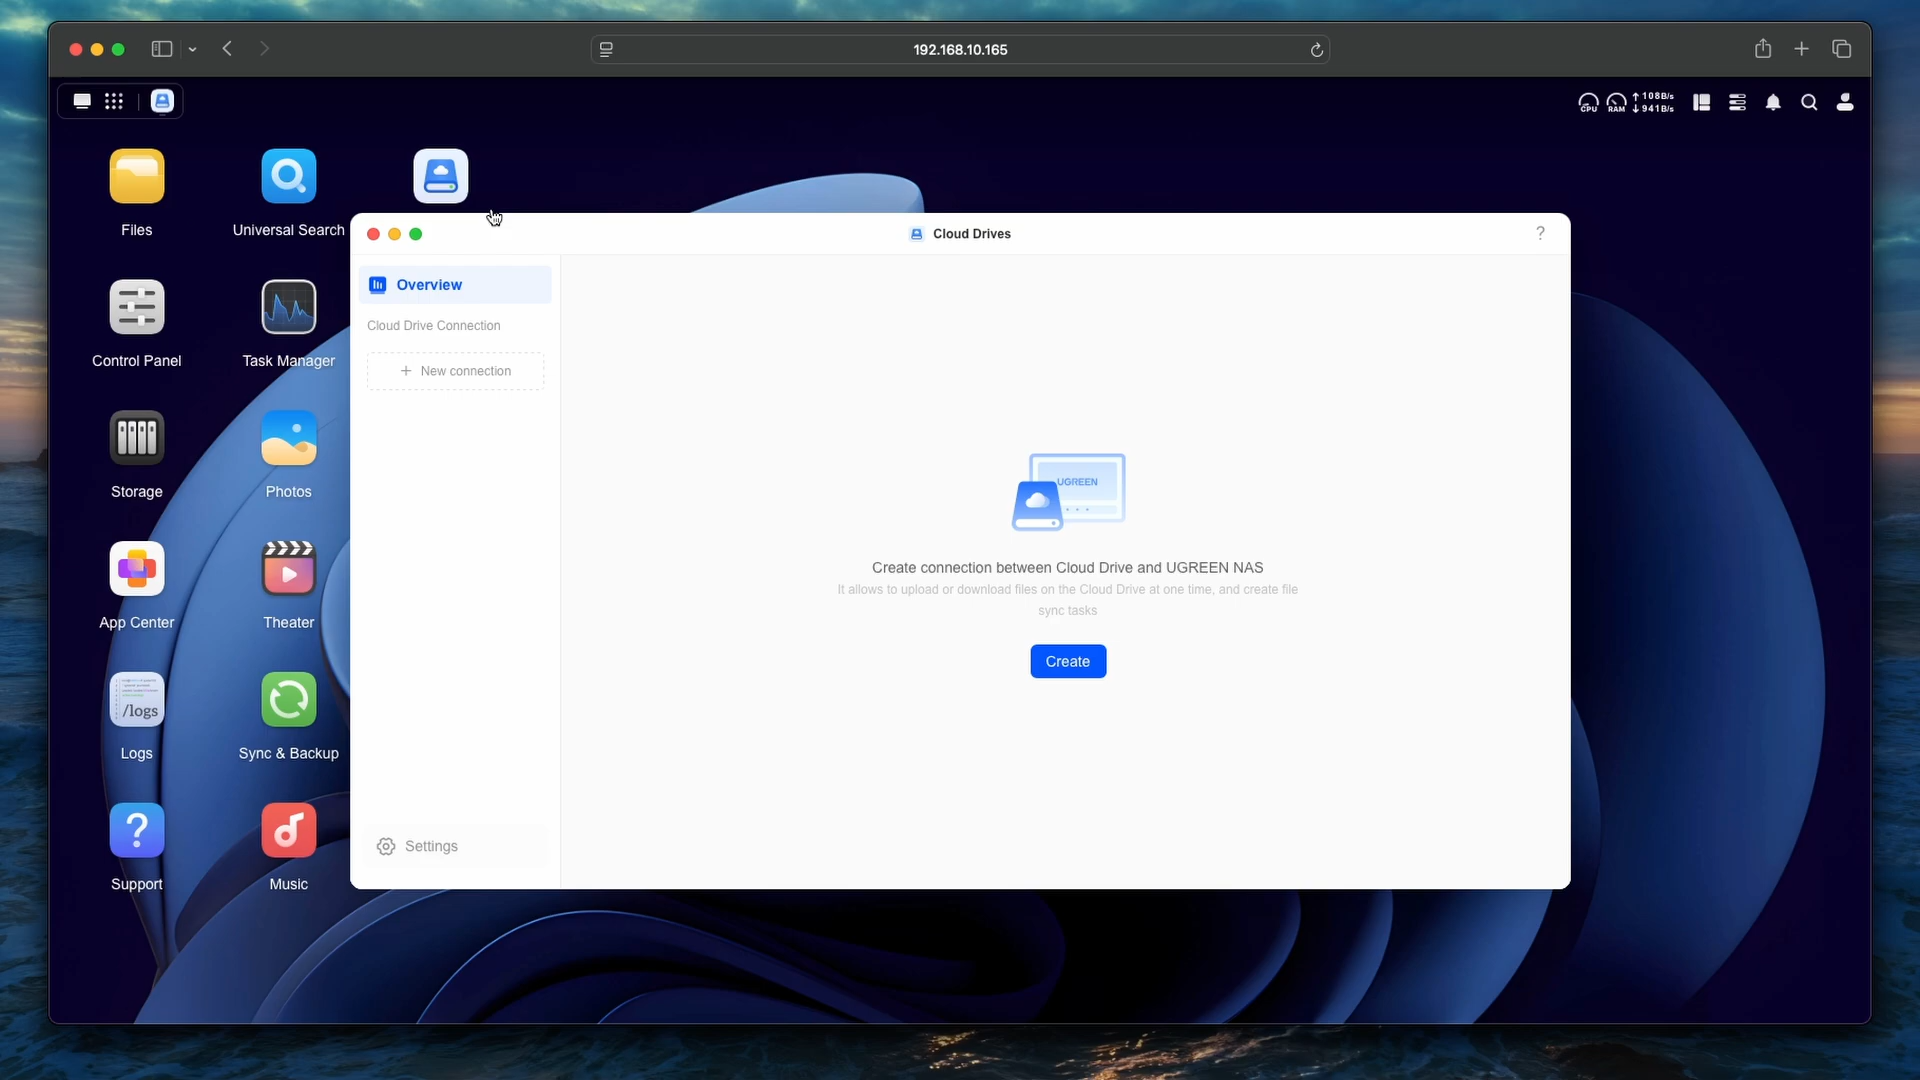 192.168.10.165
CPU
RAM
108B/s
941B/s
Files
Universal Search
Control Panel
Task Manager
Storage
Photos
App Center
Theater
/logs
Logs
Sync & Backup
Support
Music
Cloud Drives
?
Overview
Cloud Drive Connection
+ New connection
UGREEN
Create connection between Cloud Drive and UGREEN NAS
It allows to upload or download files on the Cloud Drive at one time, and create file
sync tasks
Create
Settings